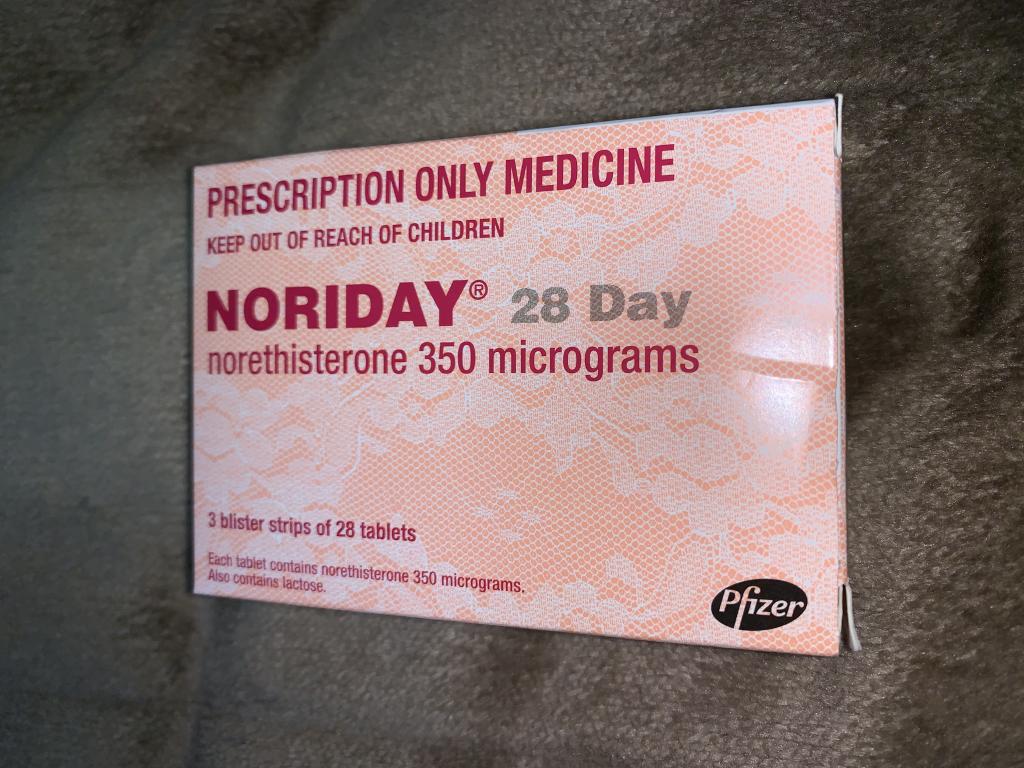 PRESCRIPTION ONLY MEDICINE
KEEP OUT OF REACH OF CHILDREN
NORIDAY® 28 Day
norethisterone 350 micrograms
3 blister strips of 28 tablets
Each tablet contains norethisterone 350 micrograms.
Also contains lactose.
Pfizer